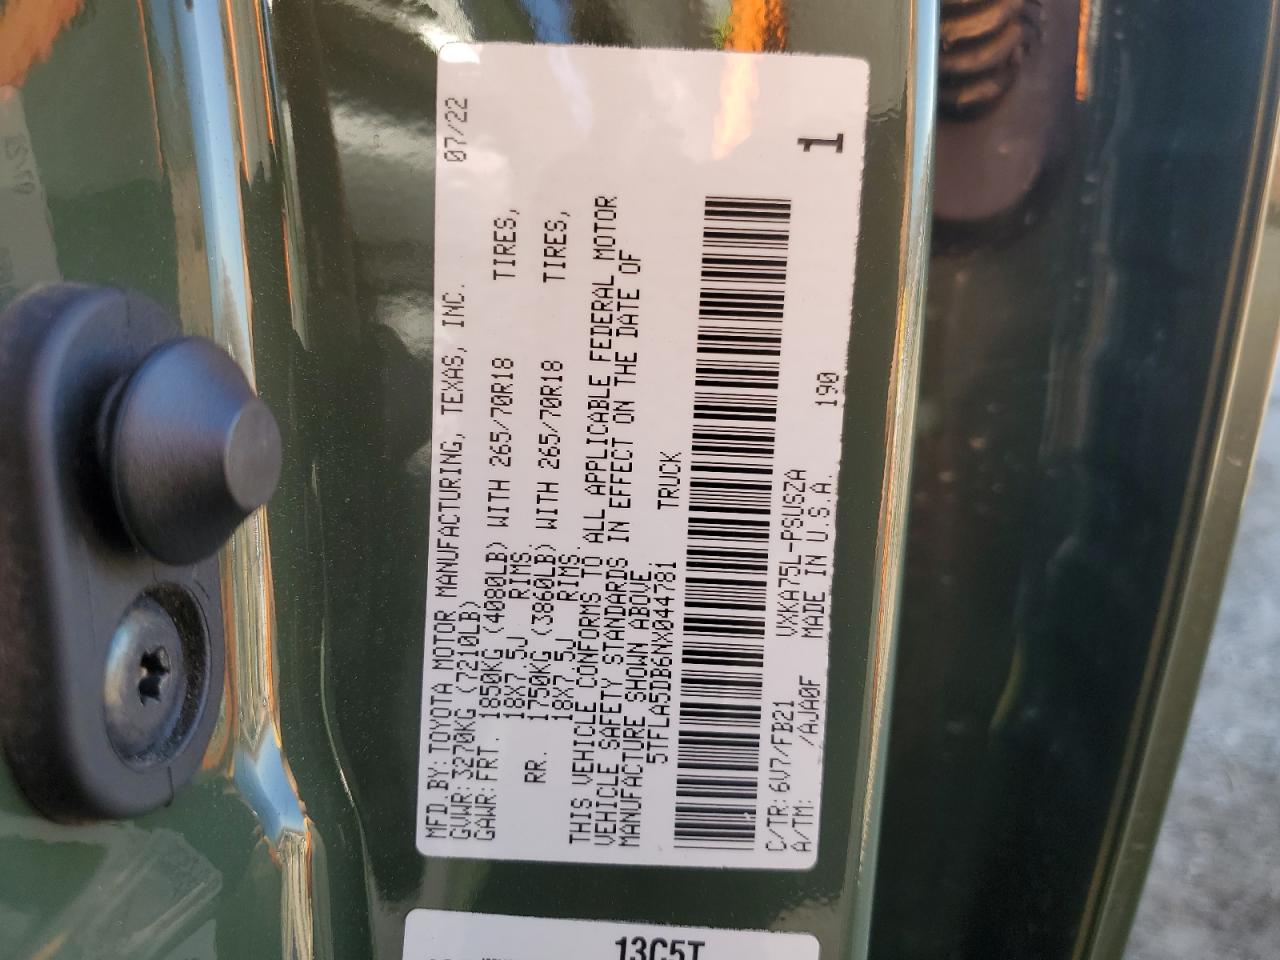 MFD.BY:TOYOTA MOTOR MANUFACTURING, TEXAS, INC. 07/22
GVWR:3270KG (7210LB)
GAWR:FRT. 1850KG (4080LB) WITH 265/70R18 TIRES,
18X7.5J RIMS.
RR. 1750KG (3860LB) WITH 265/70R18 TIRES,
18X7.5J RIMS.
THIS VEHICLE CONFORMS TO ALL APPLICABLE FEDERAL MOTOR
VEHICLE SAFETY STANDARDS IN EFFECT ON THE DATE OF
MANUFACTURE SHOWN ABOVE.
5TFLA5DB6NX044781 TRUCK
C/TR:6V7/FB21 VXKA75L-PSUSZA
A/TM: /AJA0F MADE IN U.S.A. 190 1
13C5T